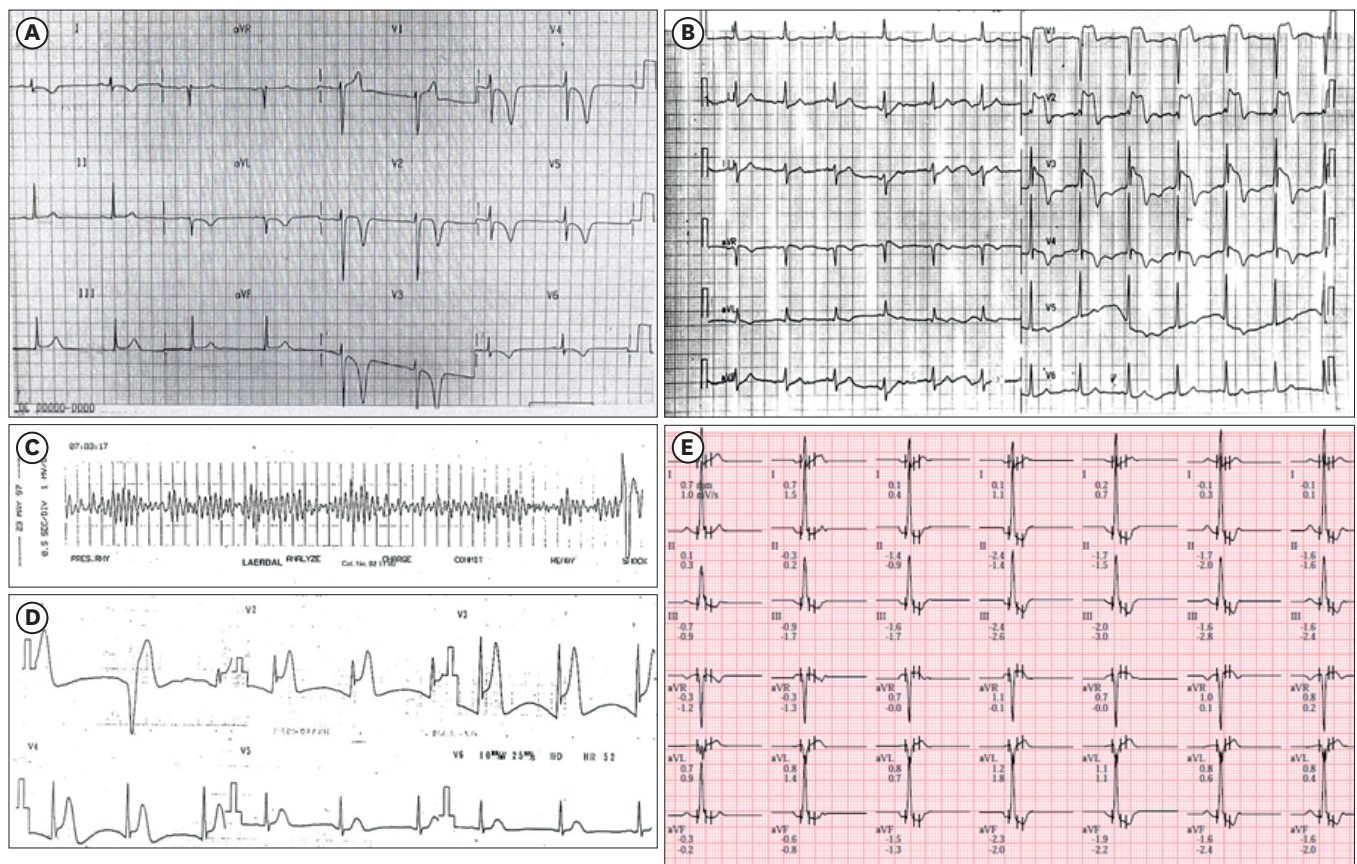 A
I aVR V1 V4
II aVL V2 V5
III aVF V3 V6
00000-0000
B
V1
V2
III V3
aVR V4
aVL V5
aVF V6
C
07:03:17
23 MAY 97
0.5 SEC/DIV 1 MV/
PRES.RHY LAERDAL ANALYZE CHARGE COMMIT READY SHOCK
D
V2 V3
V4 V5 V6 10 25 HR 52
E
I I I I I I I
0.7 mm 0.7 0.1 0.1 0.2 -0.1 -0.1
1.0 mV/s 1.5 0.4 1.1 0.7 0.3 0.1
II II II II II II II
0.1 -0.3 -1.4 -2.4 -1.7 -1.7 -1.6
0.3 0.2 -0.9 -1.4 -1.5 -2.0 -1.6
III III III III III III III
-0.7 -0.9 -1.6 -2.4 -2.0 -1.6 -1.6
-0.9 -1.7 -1.7 -2.6 -3.0 -2.8 -2.4
aVR aVR aVR aVR aVR aVR aVR
-0.3 -0.3 0.7 1.1 0.7 1.0 0.8
-1.2 -1.3 -0.0 -0.1 -0.0 0.1 0.2
aVL aVL aVL aVL aVL aVL aVL
0.7 0.8 0.8 1.2 1.1 0.8 0.8
0.9 1.4 0.7 1.8 1.1 0.6 0.4
aVF aVF aVF aVF aVF aVF aVF
-0.3 -0.6 -1.5 -2.3 -1.9 -1.6 -1.6
-0.2 -0.8 -1.3 -2.0 -2.2 -2.4 -2.0